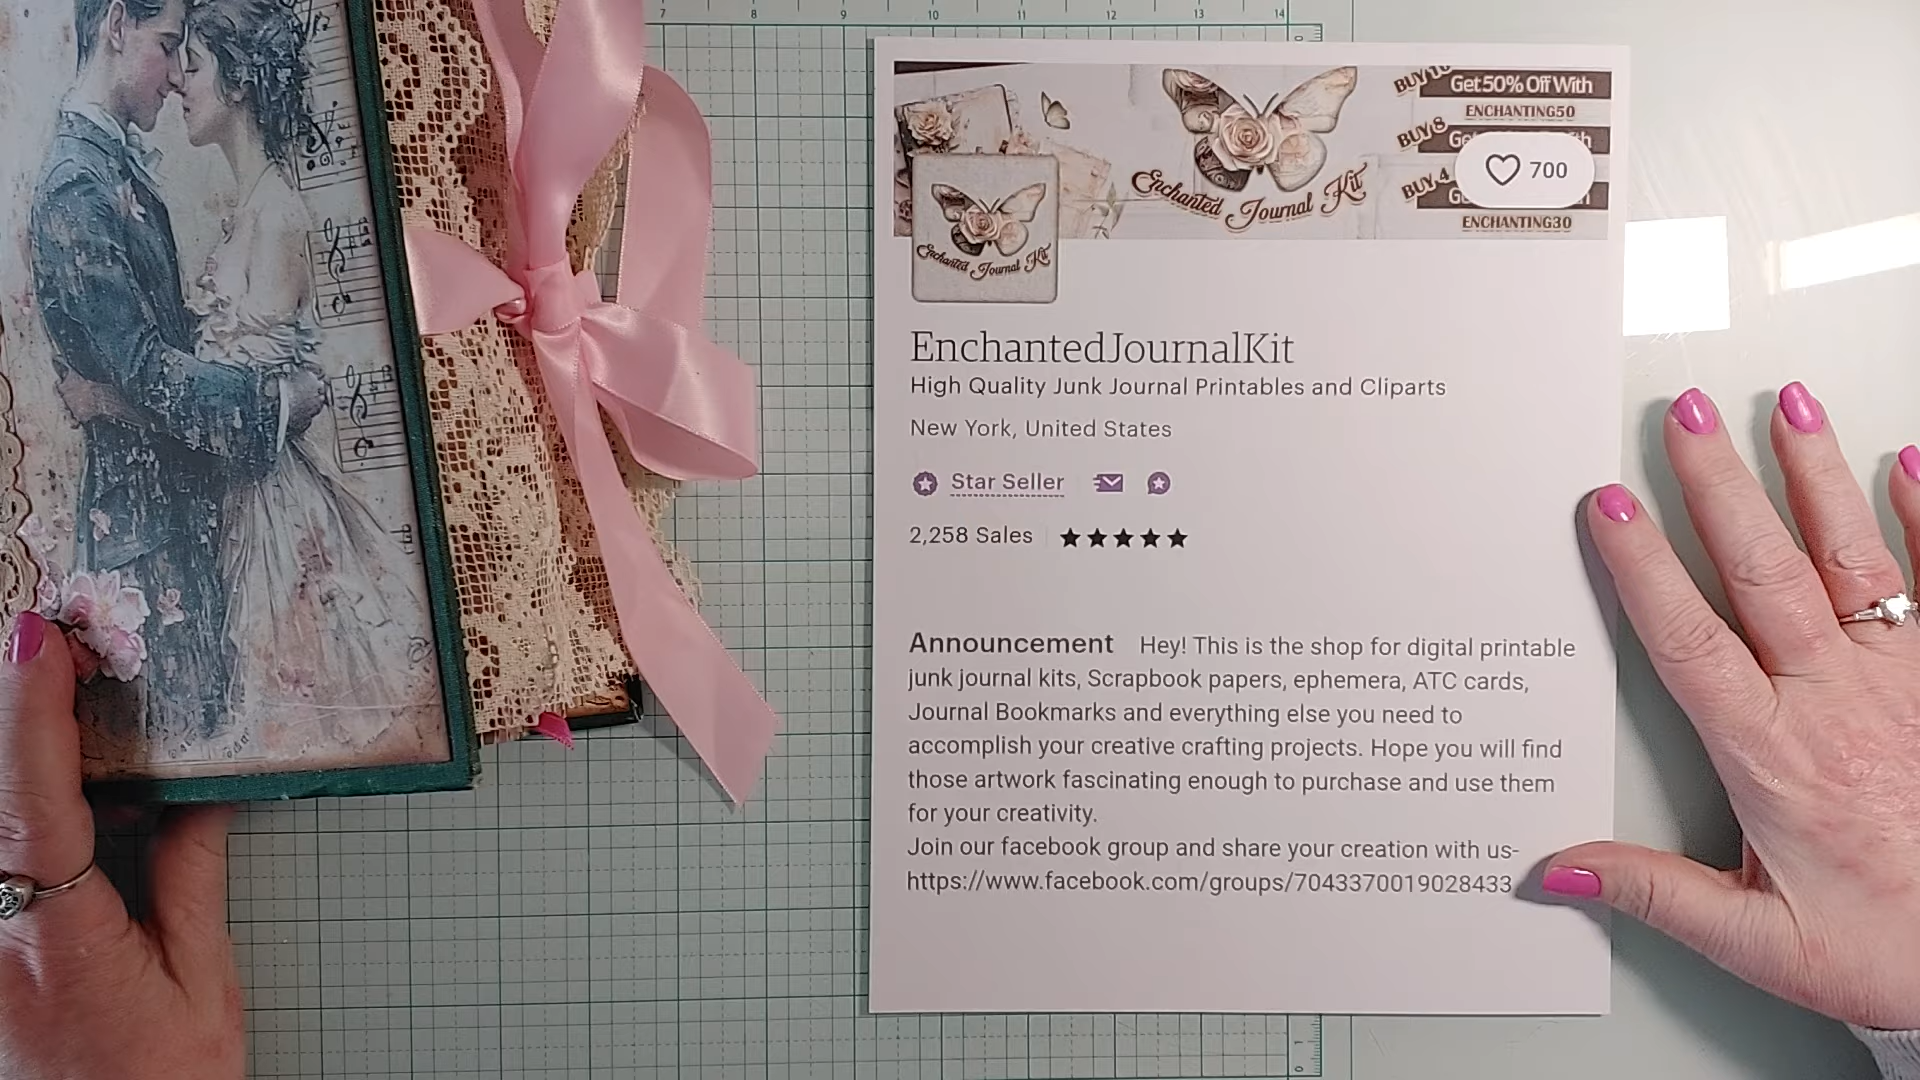 7 8 9 10 11 12 13 14
BUY 10
Get 50% Off With
ENCHANTING50
BUY 8
BUY 4
ENCHANTING30
700
Enchanted Journal Kit
Enchanted Journal Kit
EnchantedJournalKit
High Quality Junk Journal Printables and Cliparts
New York, United States
Star Seller
2,258 Sales
Announcement Hey! This is the shop for digital printable
junk journal kits, Scrapbook papers, ephemera, ATC cards,
Journal Bookmarks and everything else you need to
accomplish your creative crafting projects. Hope you will find
those artwork fascinating enough to purchase and use them
for your creativity.
Join our facebook group and share your creation with us-
https://www.facebook.com/groups/7043370019028433
1
0